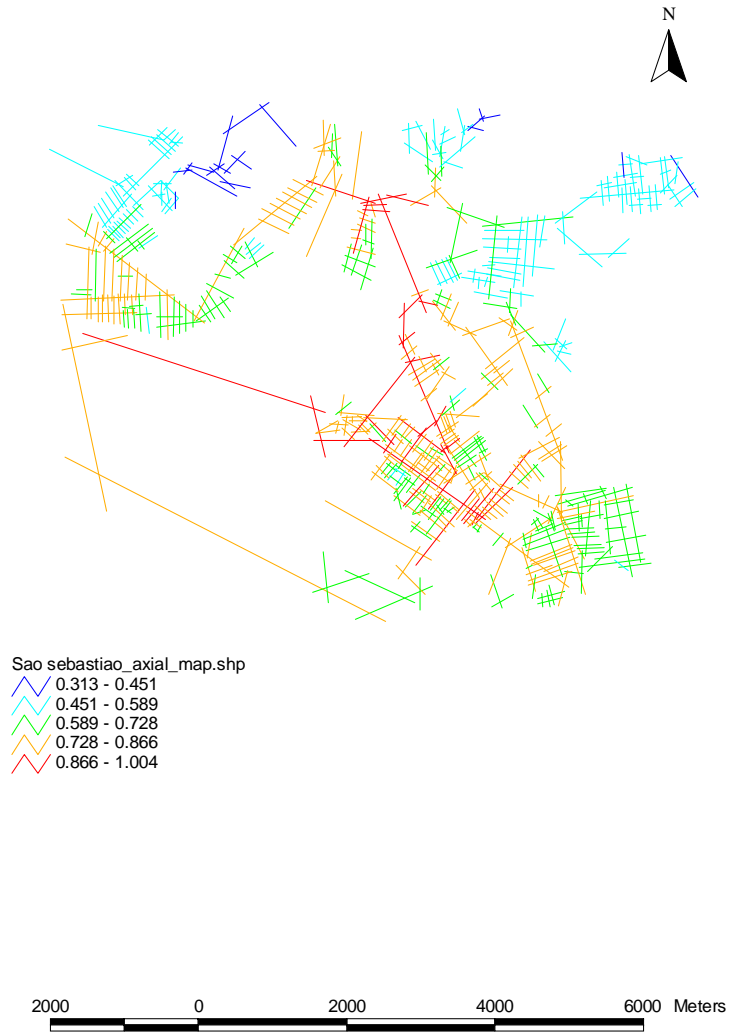 N
Sao sebastiao_axial_map.shp
0.313 - 0.451
0.451 - 0.589
0.589 - 0.728
0.728 - 0.866
0.866 - 1.004
2000 0 2000 4000 6000 Meters